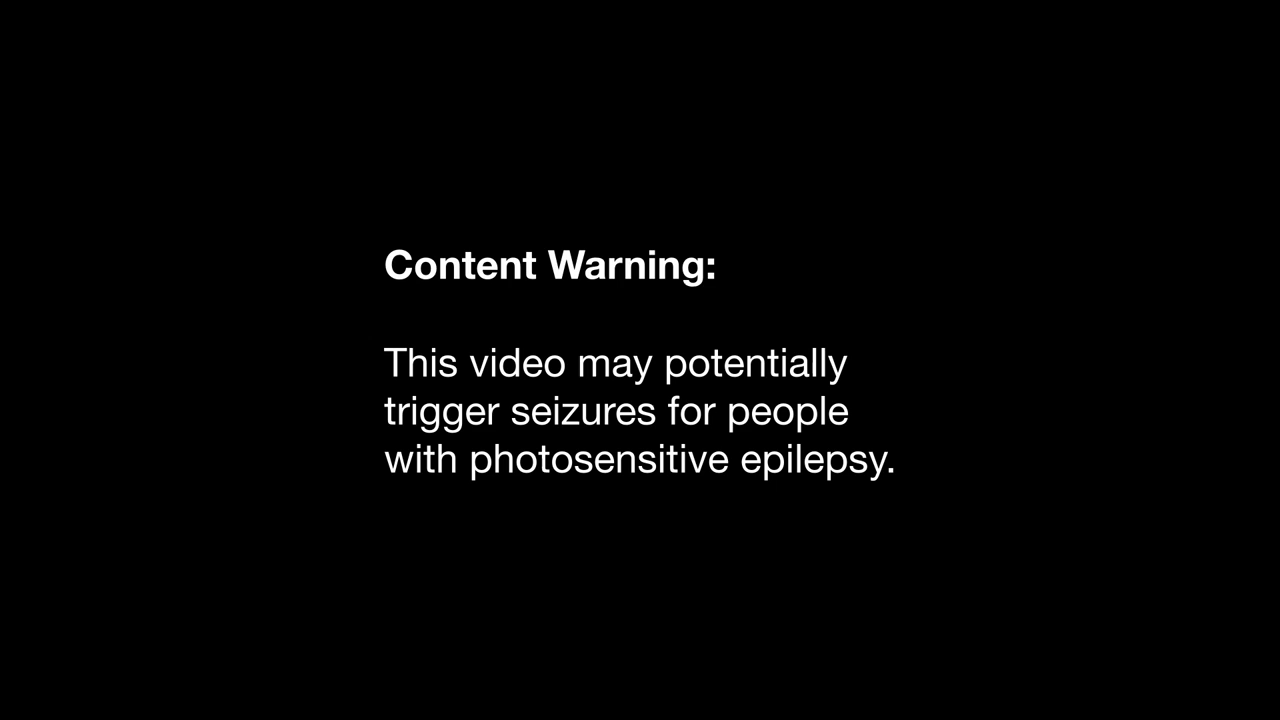 Content Warning:
This video may potentially
trigger seizures for people
with photosensitive epilepsy.